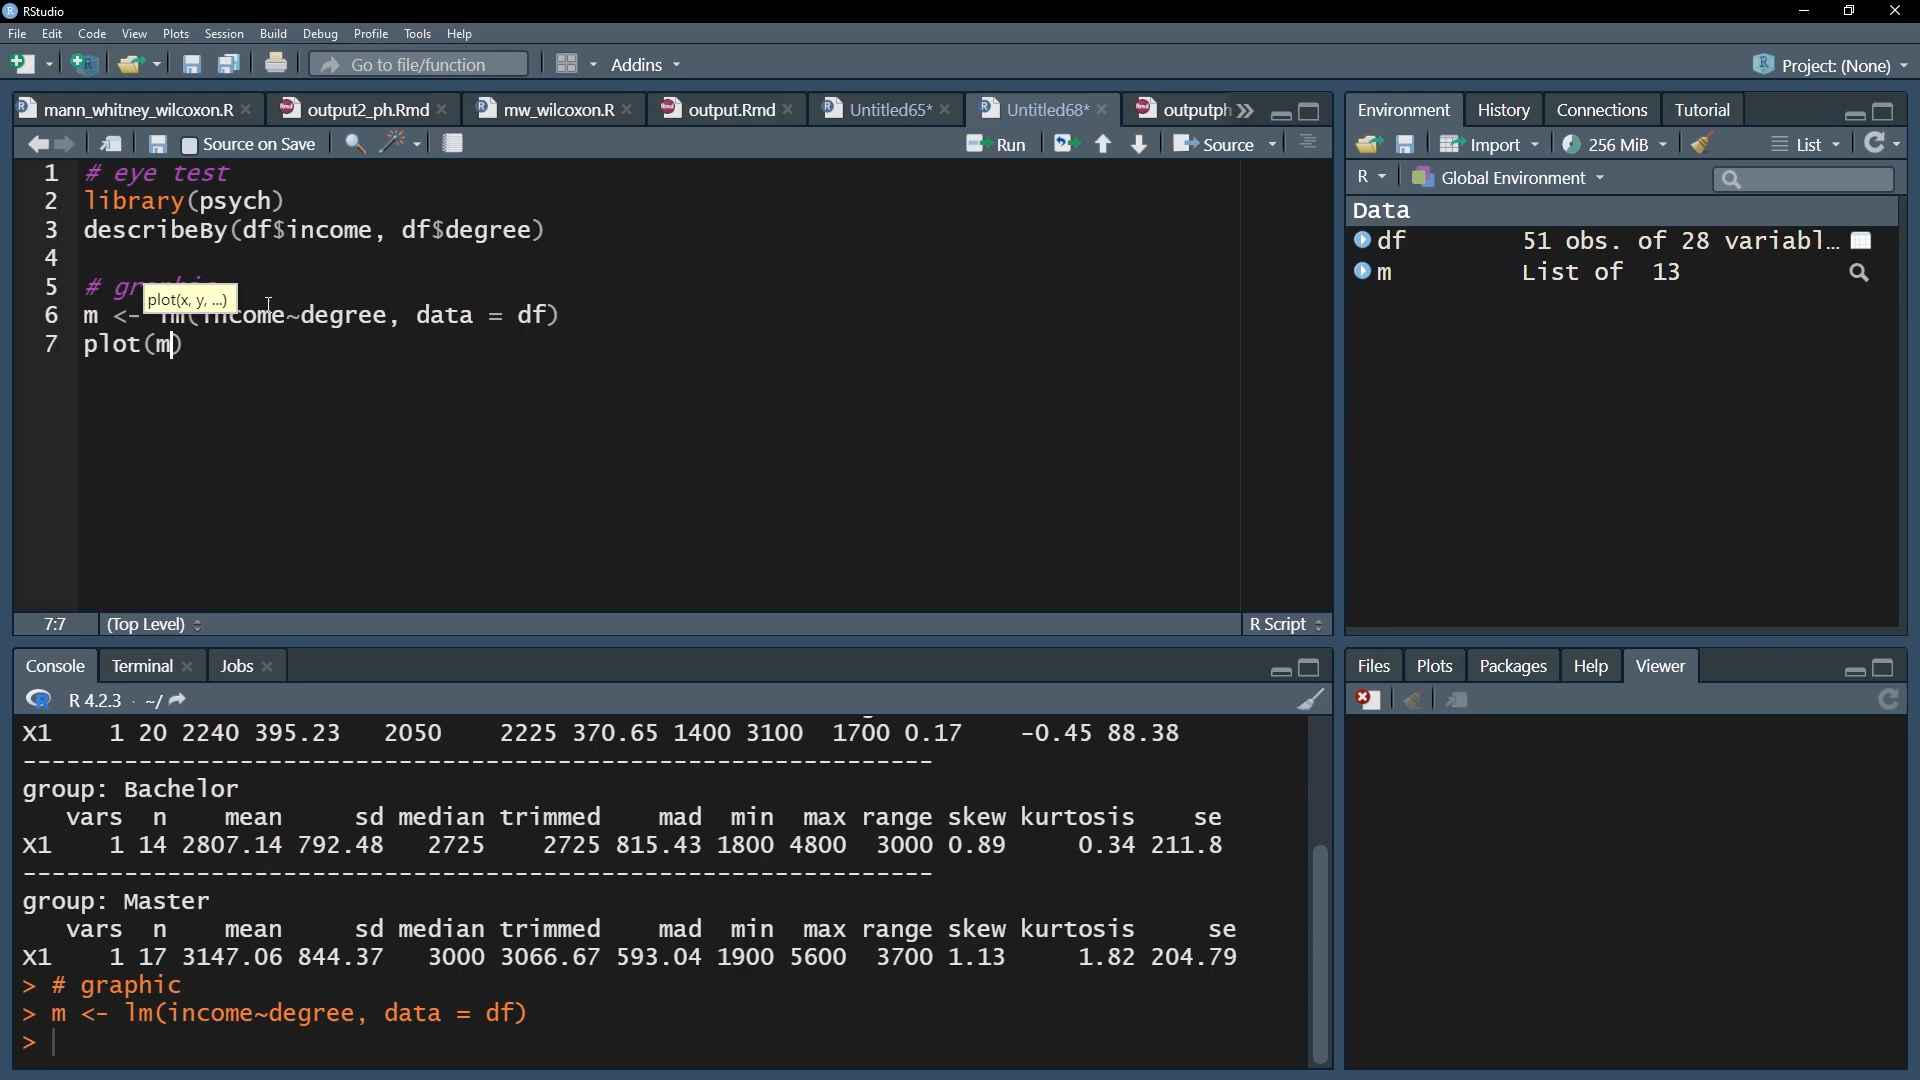 RStudio
File Edit Code View Plots Session Build Debug Profile Tools Help
Go to file/function Addins Project: (None)
mann_whitney_wilcoxon.R output2_ph.Rmd mw_wilcoxon.R output.Rmd Untitled65* Untitled68* outputph
Source on Save Run Source
1 # eye test
2 library(psych)
3 describeBy(df$income, df$degree)
4
5 # gr
plot(x, y, ...)
6 m <- lm(income~degree, data = df)
7 plot(m)
7:7 (Top Level) R Script
Environment History Connections Tutorial
Import 256 MiB List
R Global Environment
Data
df 51 obs. of 28 variabl...
m List of 13
Console Terminal Jobs
R 4.2.3 · ~/
X1 1 20 2240 395.23 2050 2225 370.65 1400 3100 1700 0.17 -0.45 88.38
---------------------------------------------------------------
group: Bachelor
vars n mean sd median trimmed mad min max range skew kurtosis se
X1 1 14 2807.14 792.48 2725 2725 815.43 1800 4800 3000 0.89 0.34 211.8
---------------------------------------------------------------
group: Master
vars n mean sd median trimmed mad min max range skew kurtosis se
X1 1 17 3147.06 844.37 3000 3066.67 593.04 1900 5600 3700 1.13 1.82 204.79
> # graphic
> m <- lm(income~degree, data = df)
>
Files Plots Packages Help Viewer